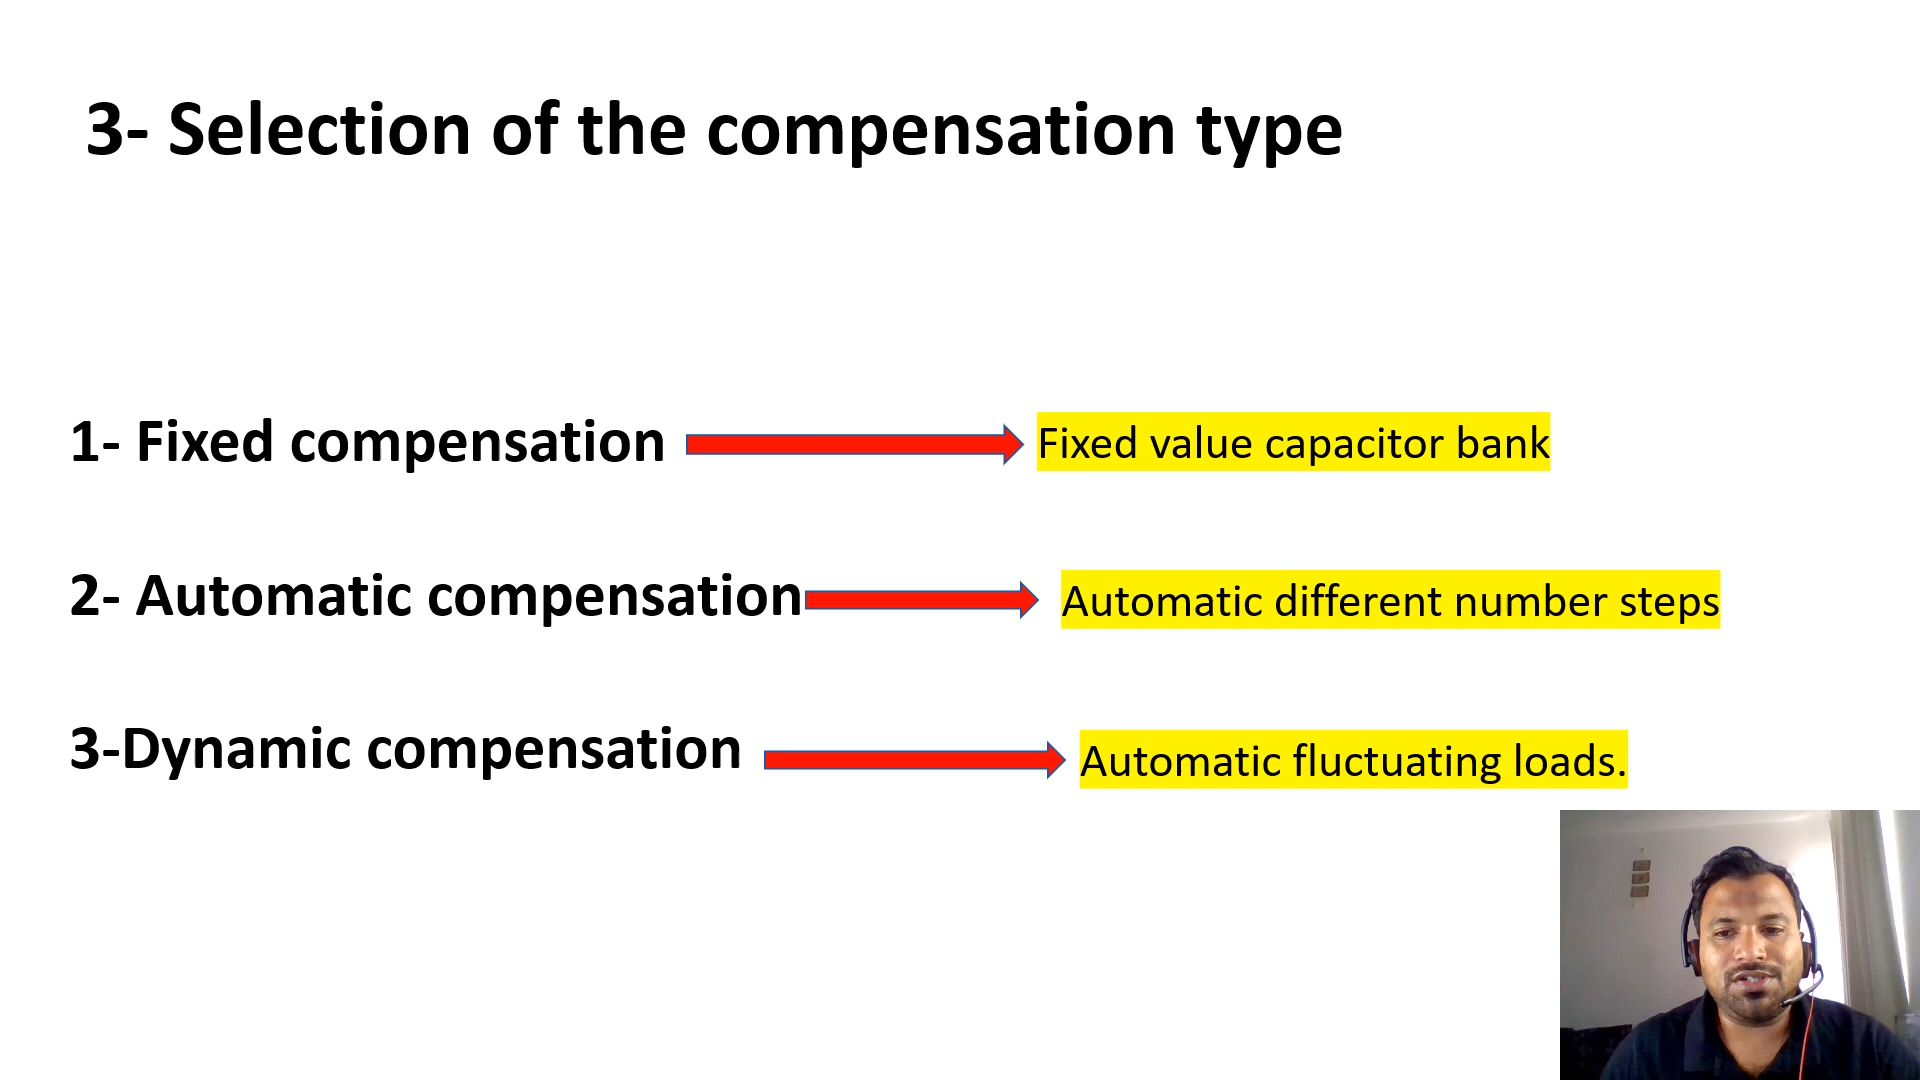 3- Selection of the compensation type
1- Fixed compensation Fixed value capacitor bank
2- Automatic compensation Automatic different number steps
3-Dynamic compensation Automatic fluctuating loads.